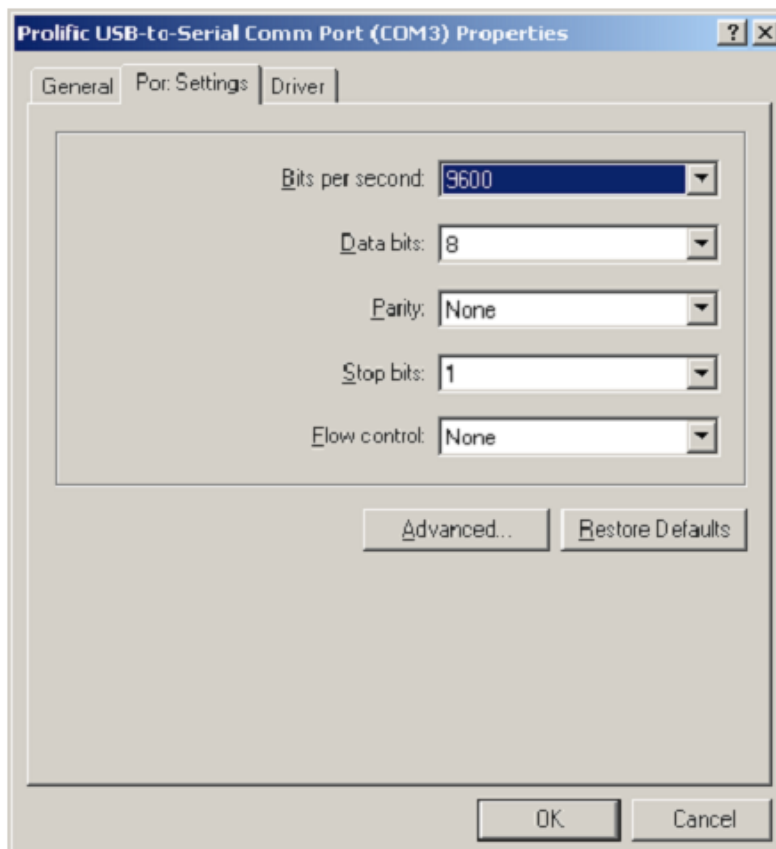 Prolific USB-to-Serial Comm Port (COM3) Properties
General Port Settings Driver
Bits per second: 9600
Data bits: 8
Parity: None
Stop bits: 1
Flow control: None
Advanced... Restore Defaults
OK Cancel